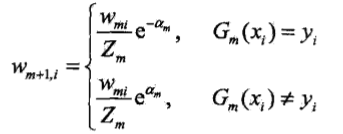 w_{m+1,i} = \begin{cases} \frac{w_{mi}}{Z_m} e^{-\alpha_m}, & G_m(x_i) = y_i \\ \frac{w_{mi}}{Z_m} e^{\alpha_m}, & G_m(x_i) \neq y_i \end{cases}